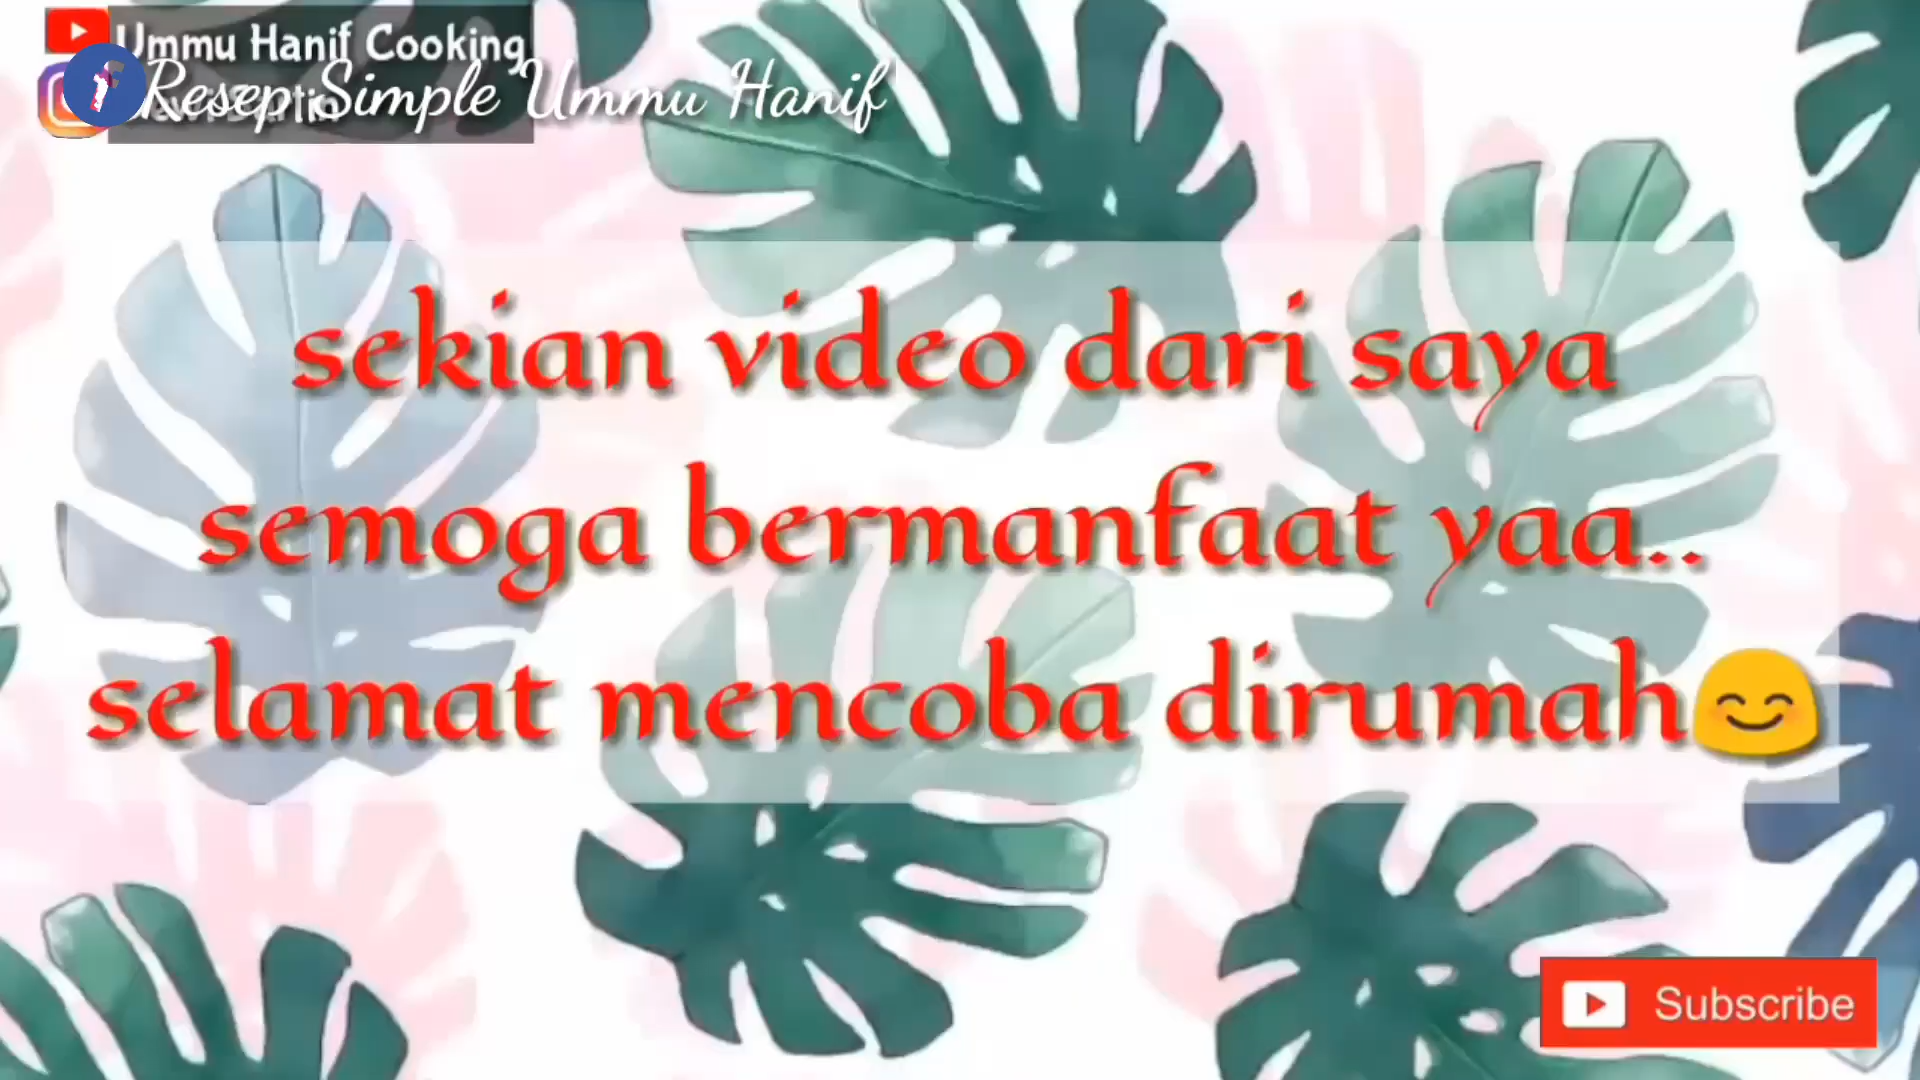 Ummu Hanif Cooking
Resep Simple Ummu Hanif
sekian video dari saya
semoga bermanfaat yaa..
selamat mencoba dirumah😊
Subscribe